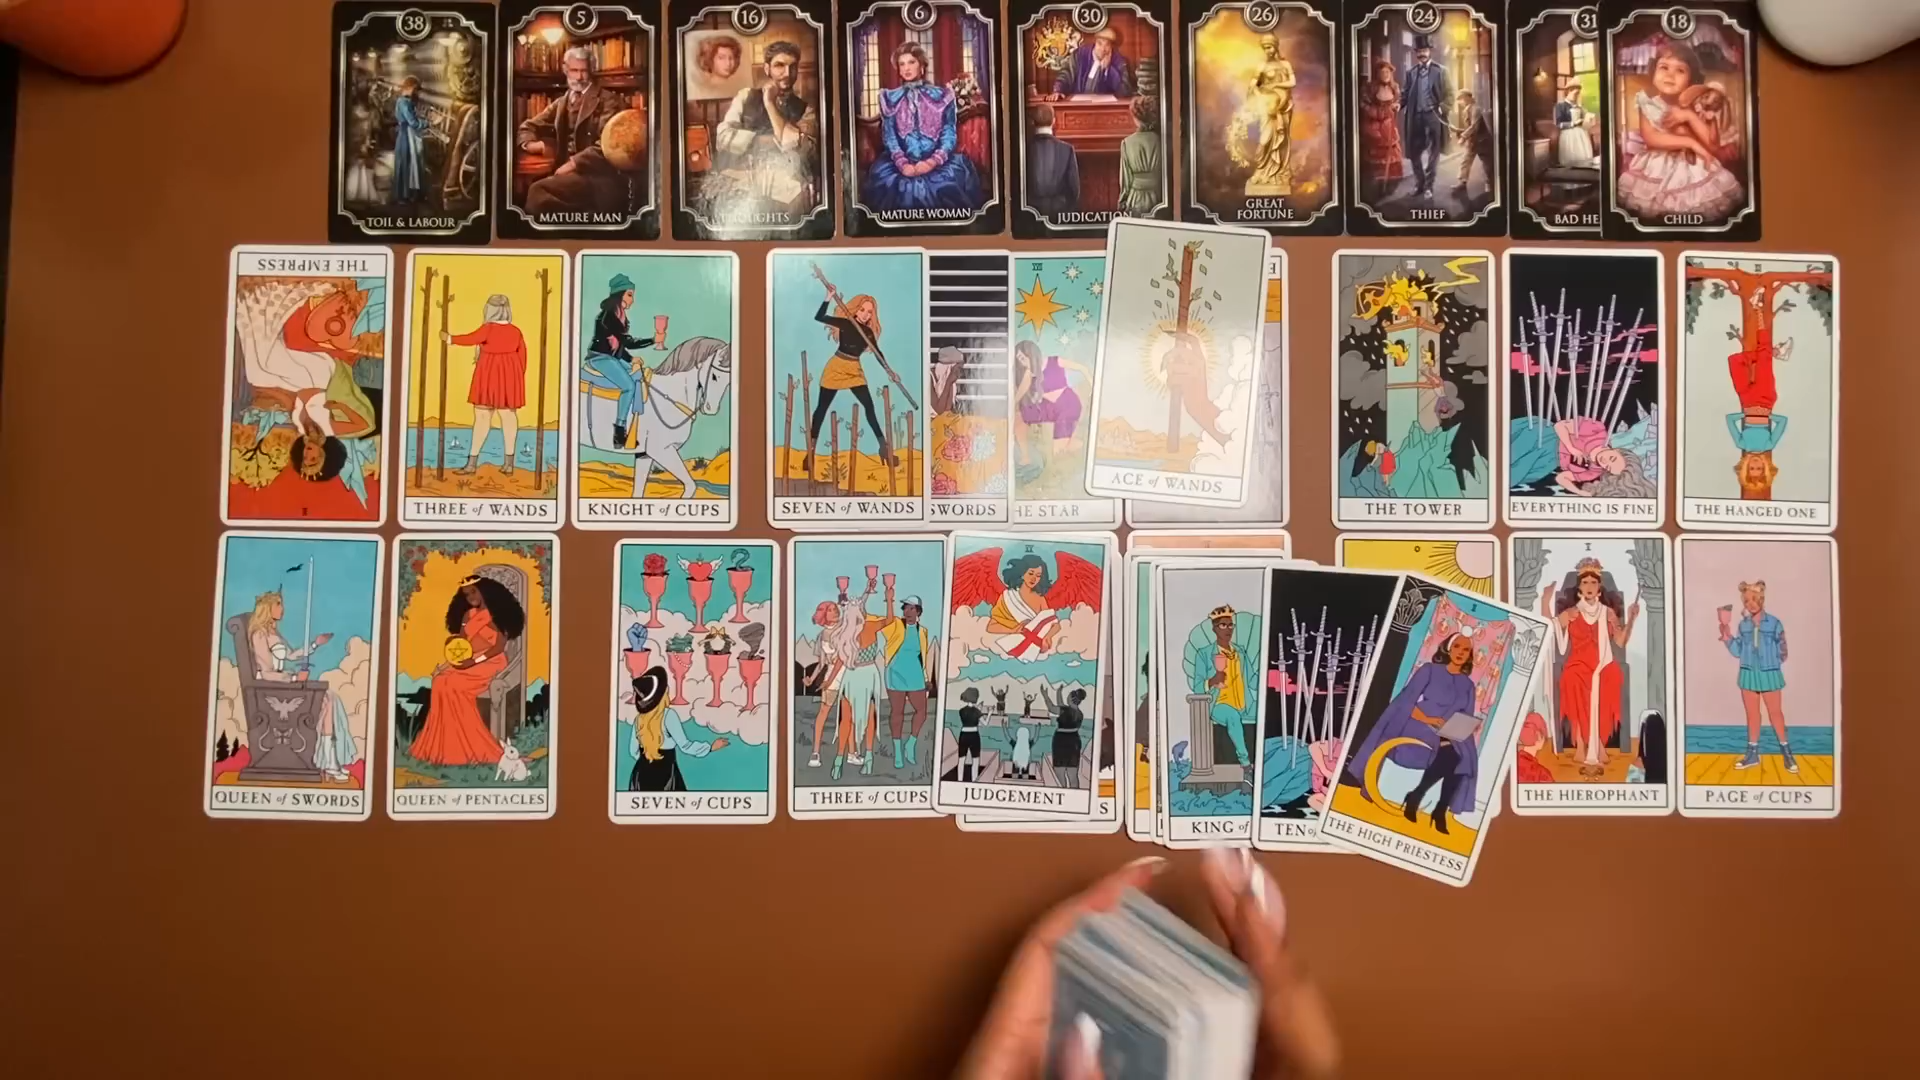 38
TOIL & LABOUR
5
MATURE MAN
16
THOUGHTS
6
MATURE WOMAN
30
JUDICATION
26
GREAT
FORTUNE
24
THIEF
31
BAD HE
18
CHILD
THE EMPRESS
THREE of WANDS
KNIGHT of CUPS
SEVEN of WANDS
SWORDS
HE STAR
ACE of WANDS
THE TOWER
EVERYTHING IS FINE
THE HANGED ONE
QUEEN of SWORDS
QUEEN of PENTACLES
SEVEN of CUPS
THREE of CUPS
JUDGEMENT
S
KING of
TEN of
THE HIGH PRIESTESS
THE HIEROPHANT
PAGE of CUPS